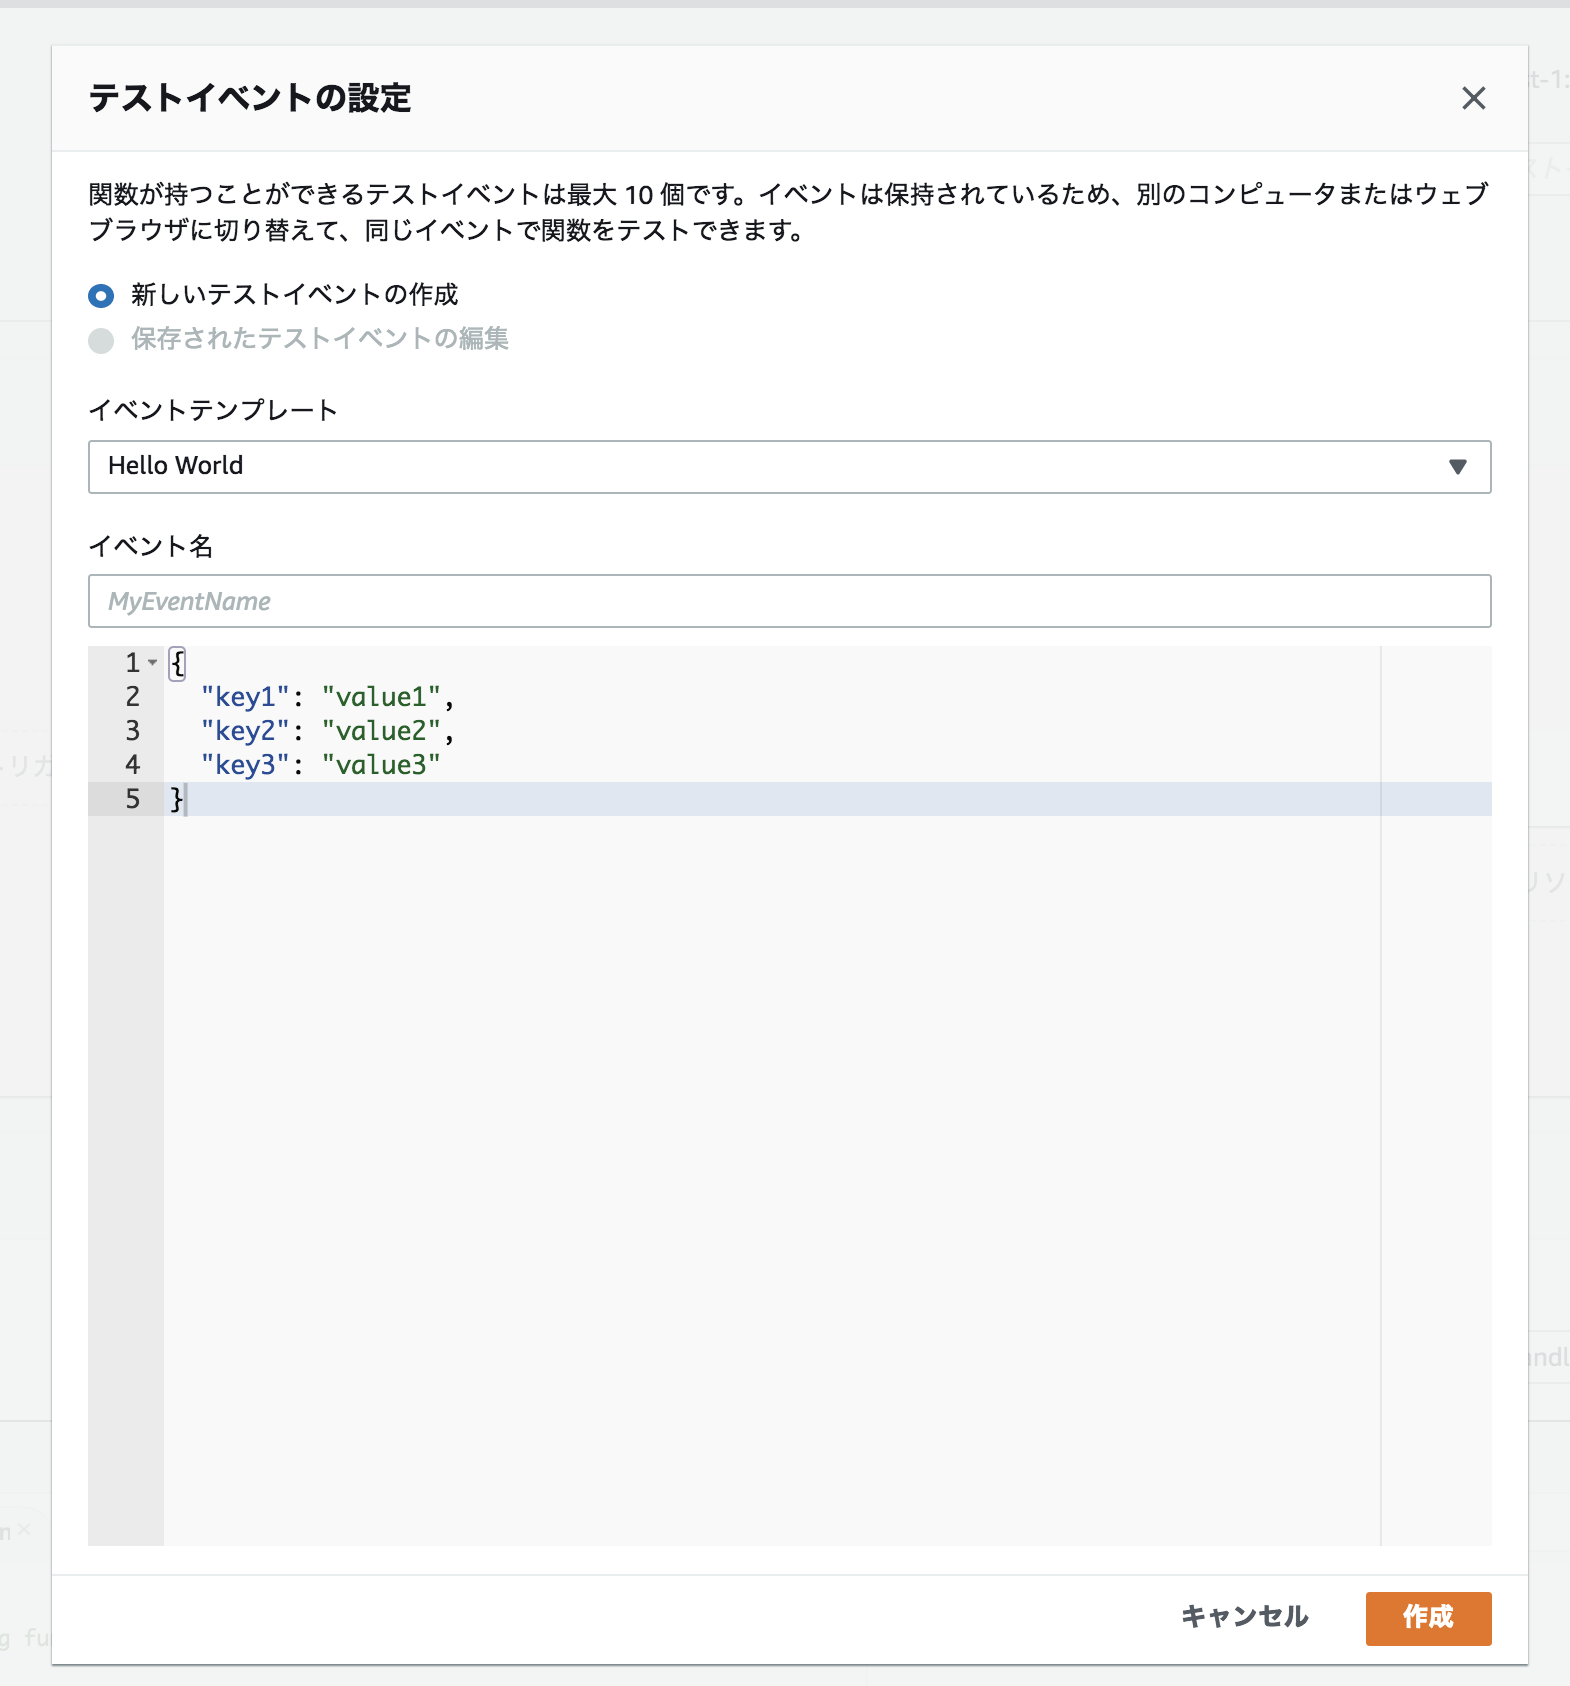 テストイベントの設定
関数が持つことができるテストイベントは最大 10 個です。イベントは保持されているため、別のコンピュータまたはウェブ
ブラウザに切り替えて、同じイベントで関数をテストできます。
新しいテストイベントの作成
保存されたテストイベントの編集
イベントテンプレート
Hello World
イベント名
MyEventName
1 {
2 "key1": "value1",
3 "key2": "value2",
4 "key3": "value3"
5 }
キャンセル
作成